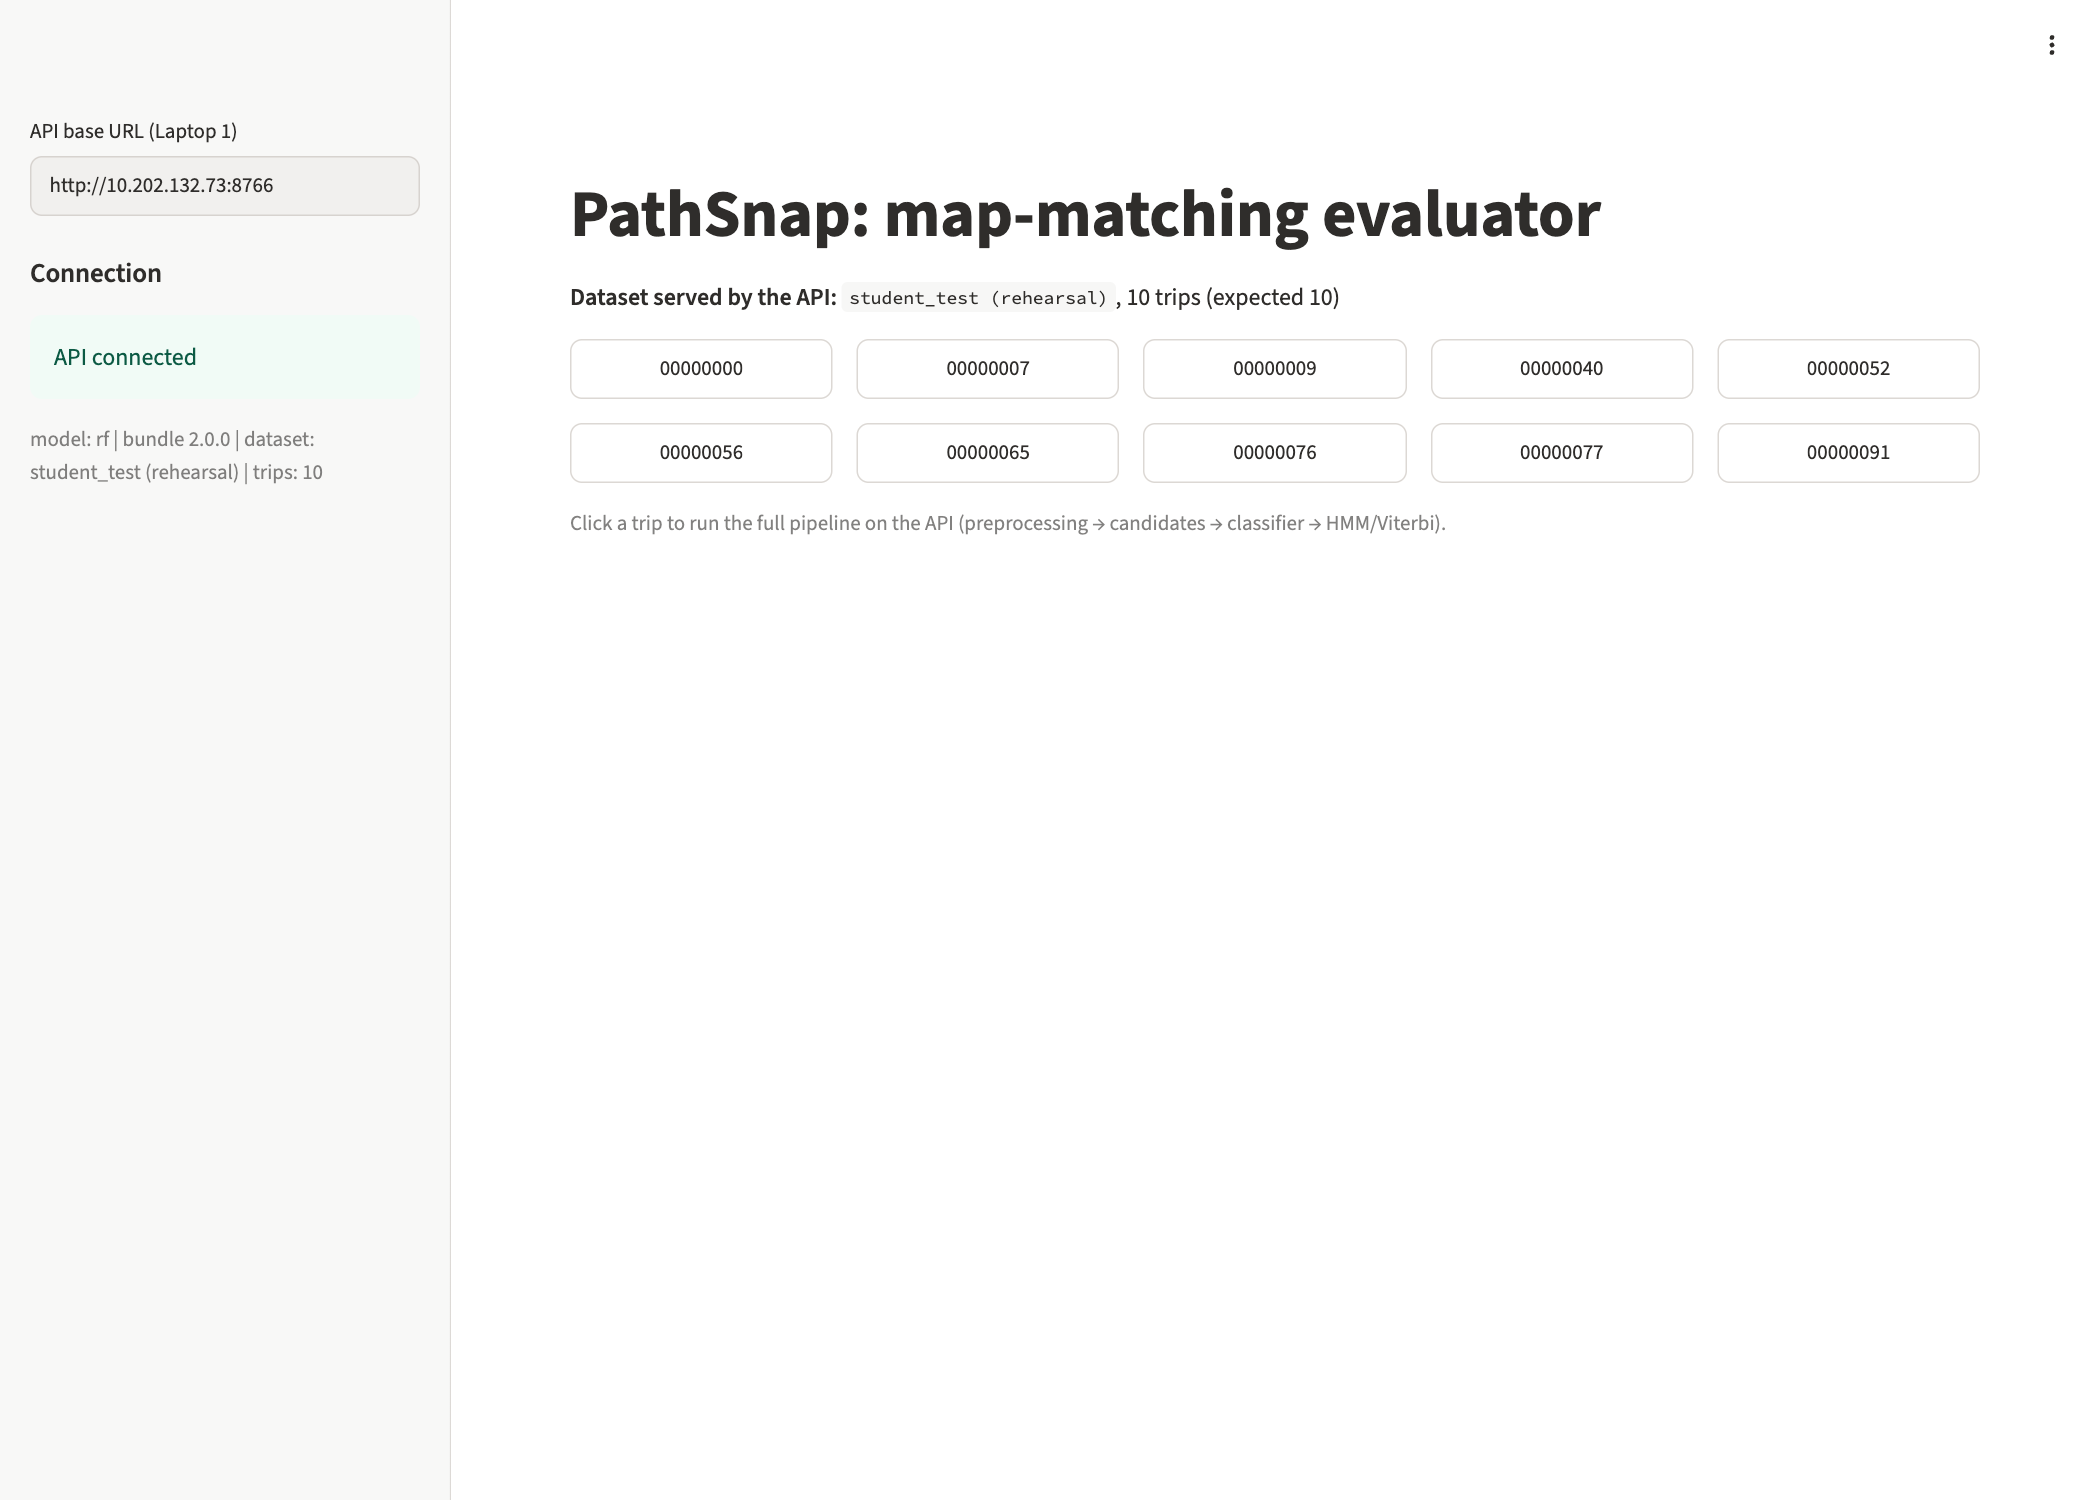 API base URL (Laptop 1)
http://10.202.132.73:8766
Connection
API connected
model: rf | bundle 2.0.0 | dataset:
student_test (rehearsal) | trips: 10
PathSnap: map-matching evaluator
Dataset served by the API: student_test (rehearsal), 10 trips (expected 10)
00000000 00000007 00000009 00000040 00000052
00000056 00000065 00000076 00000077 00000091
Click a trip to run the full pipeline on the API (preprocessing → candidates → classifier → HMM/Viterbi).